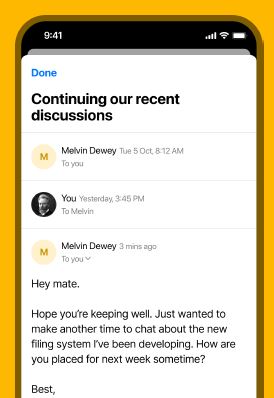 9:41
Done
Continuing our recent
discussions
M
Melvin Dewey Tue 5 Oct, 8:12 AM
To you
You Yesterday, 3:45 PM
To Melvin
M
Melvin Dewey 3 mins ago
To you
Hey mate.
Hope you're keeping well. Just wanted to
make another time to chat about the new
filing system I've been developing. How are
you placed for next week sometime?
Best,